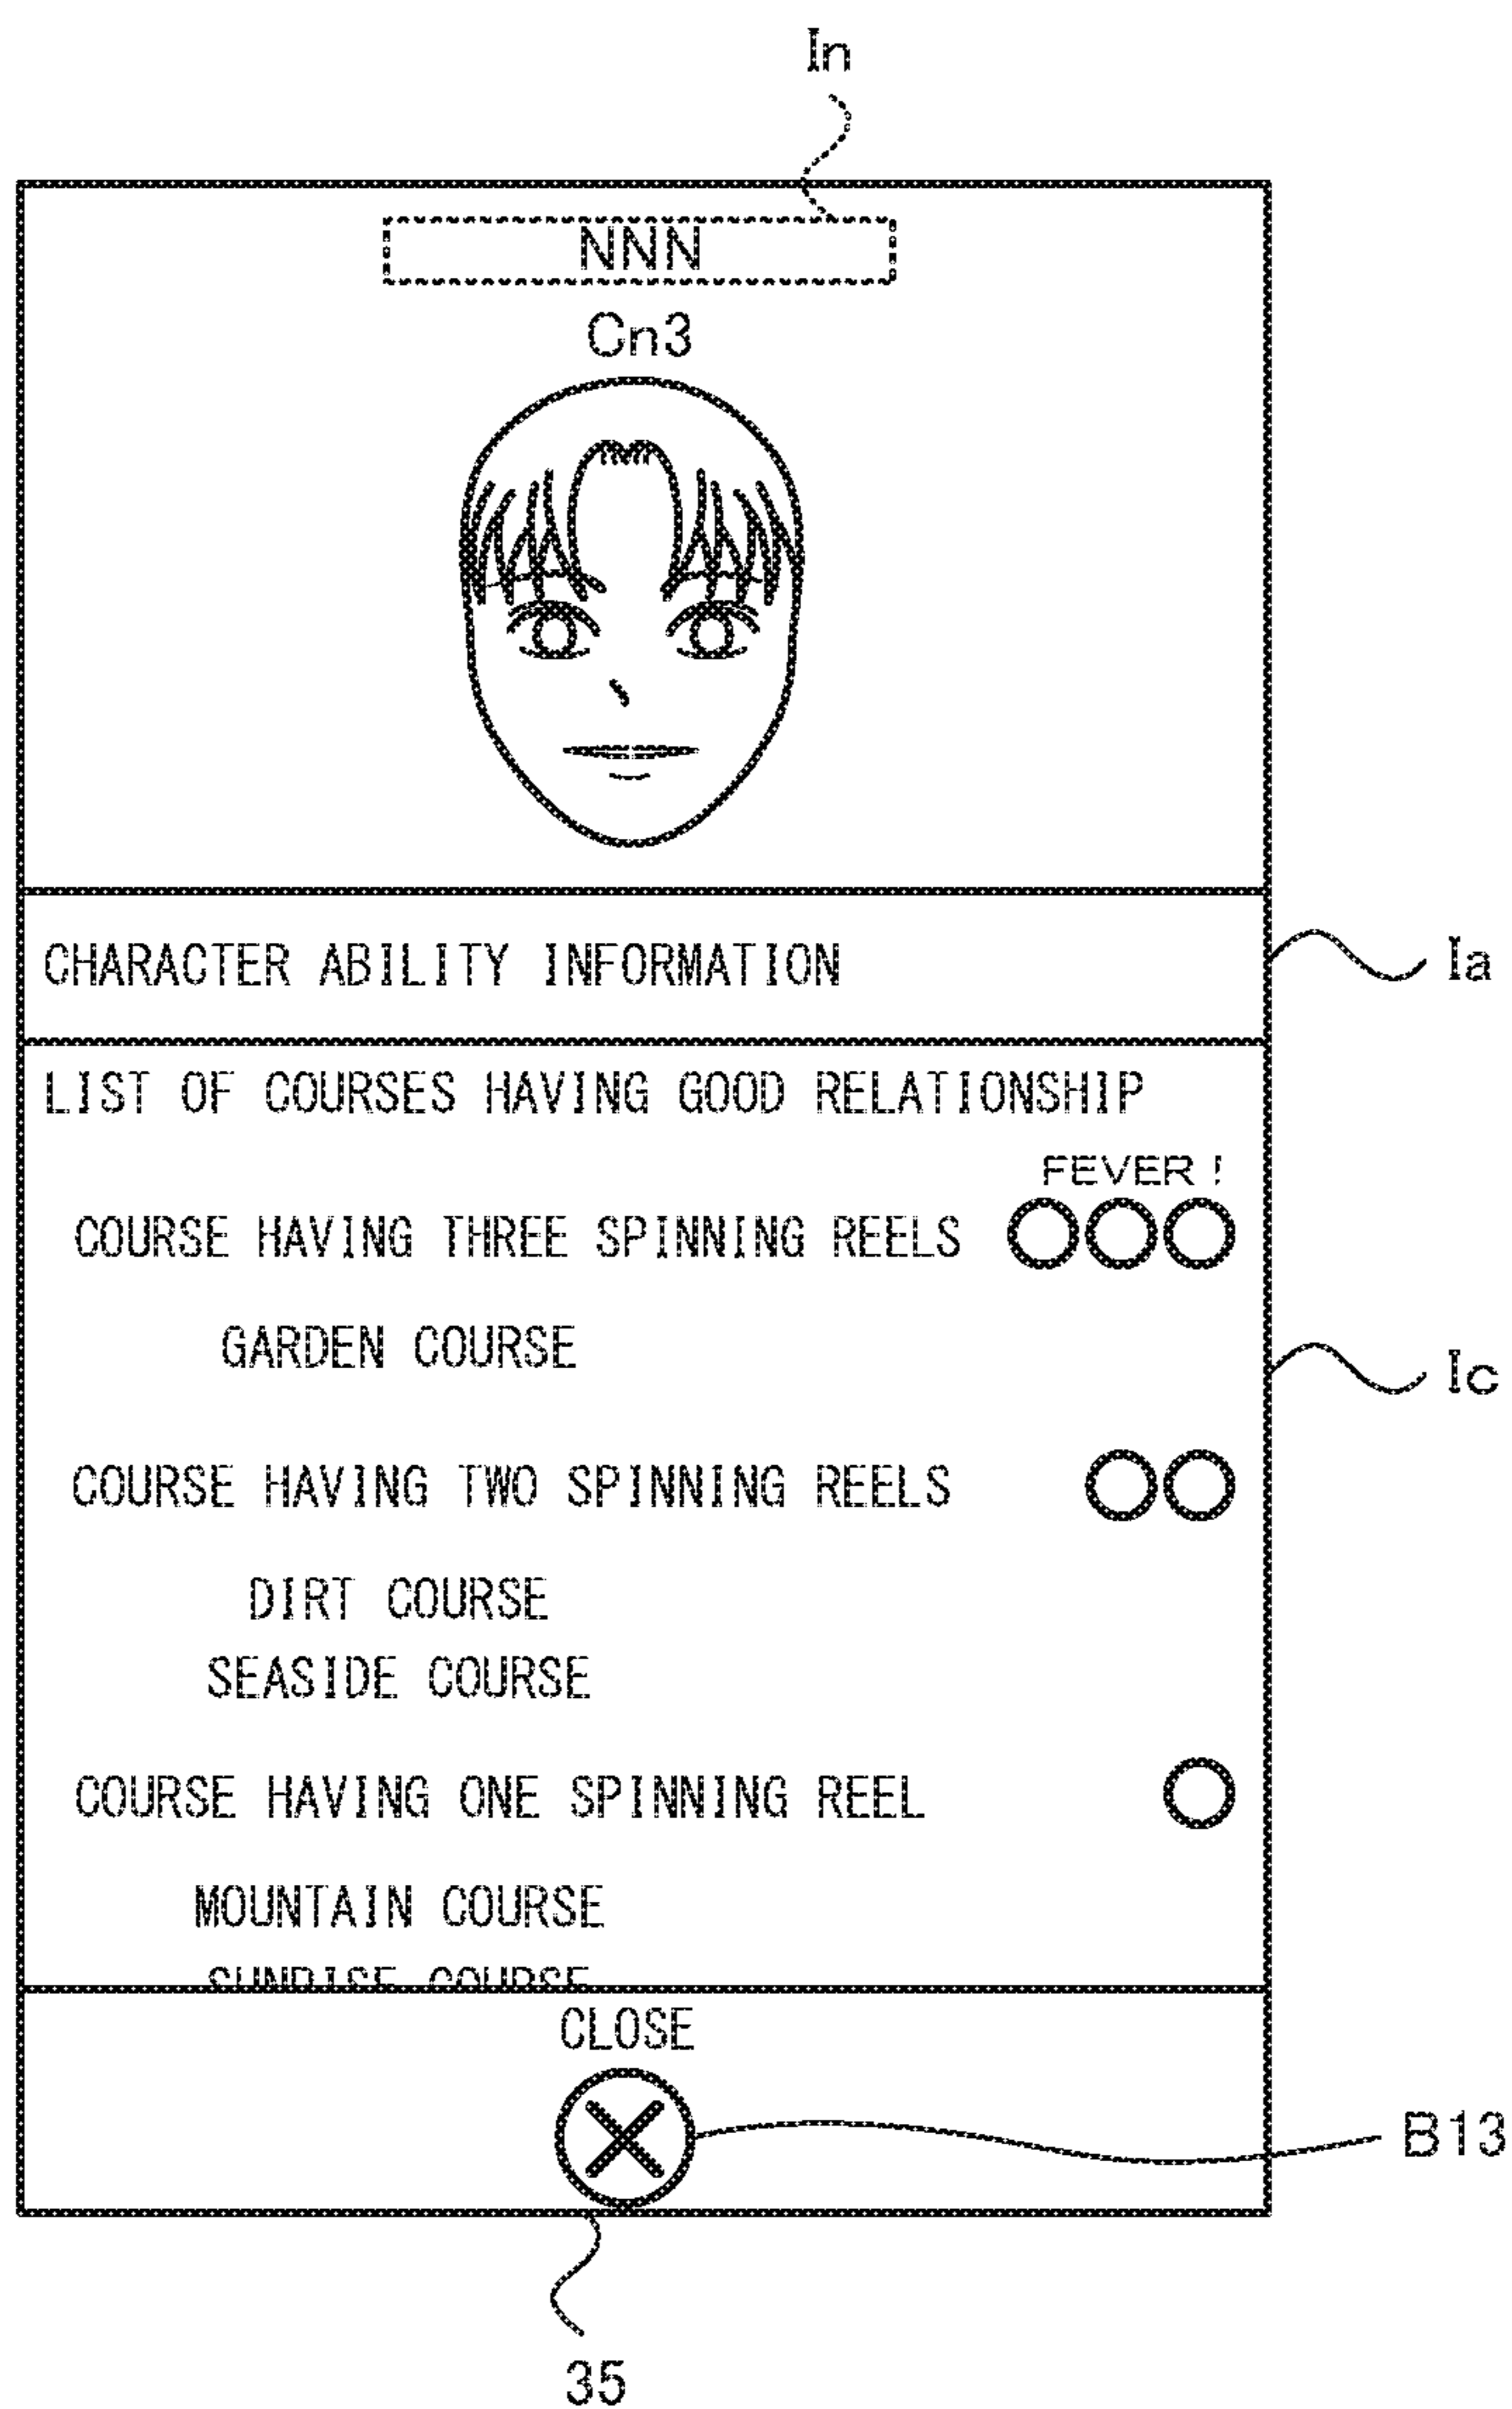 In
NNN
Cn3
CHARACTER ABILITY INFORMATION
Ia
LIST OF COURSES HAVING GOOD RELATIONSHIP
FEVER !
COURSE HAVING THREE SPINNING REELS
GARDEN COURSE
Ic
COURSE HAVING TWO SPINNING REELS
DIRT COURSE
SEASIDE COURSE
COURSE HAVING ONE SPINNING REEL
MOUNTAIN COURSE
SUNRISE COURSE
CLOSE
B13
35